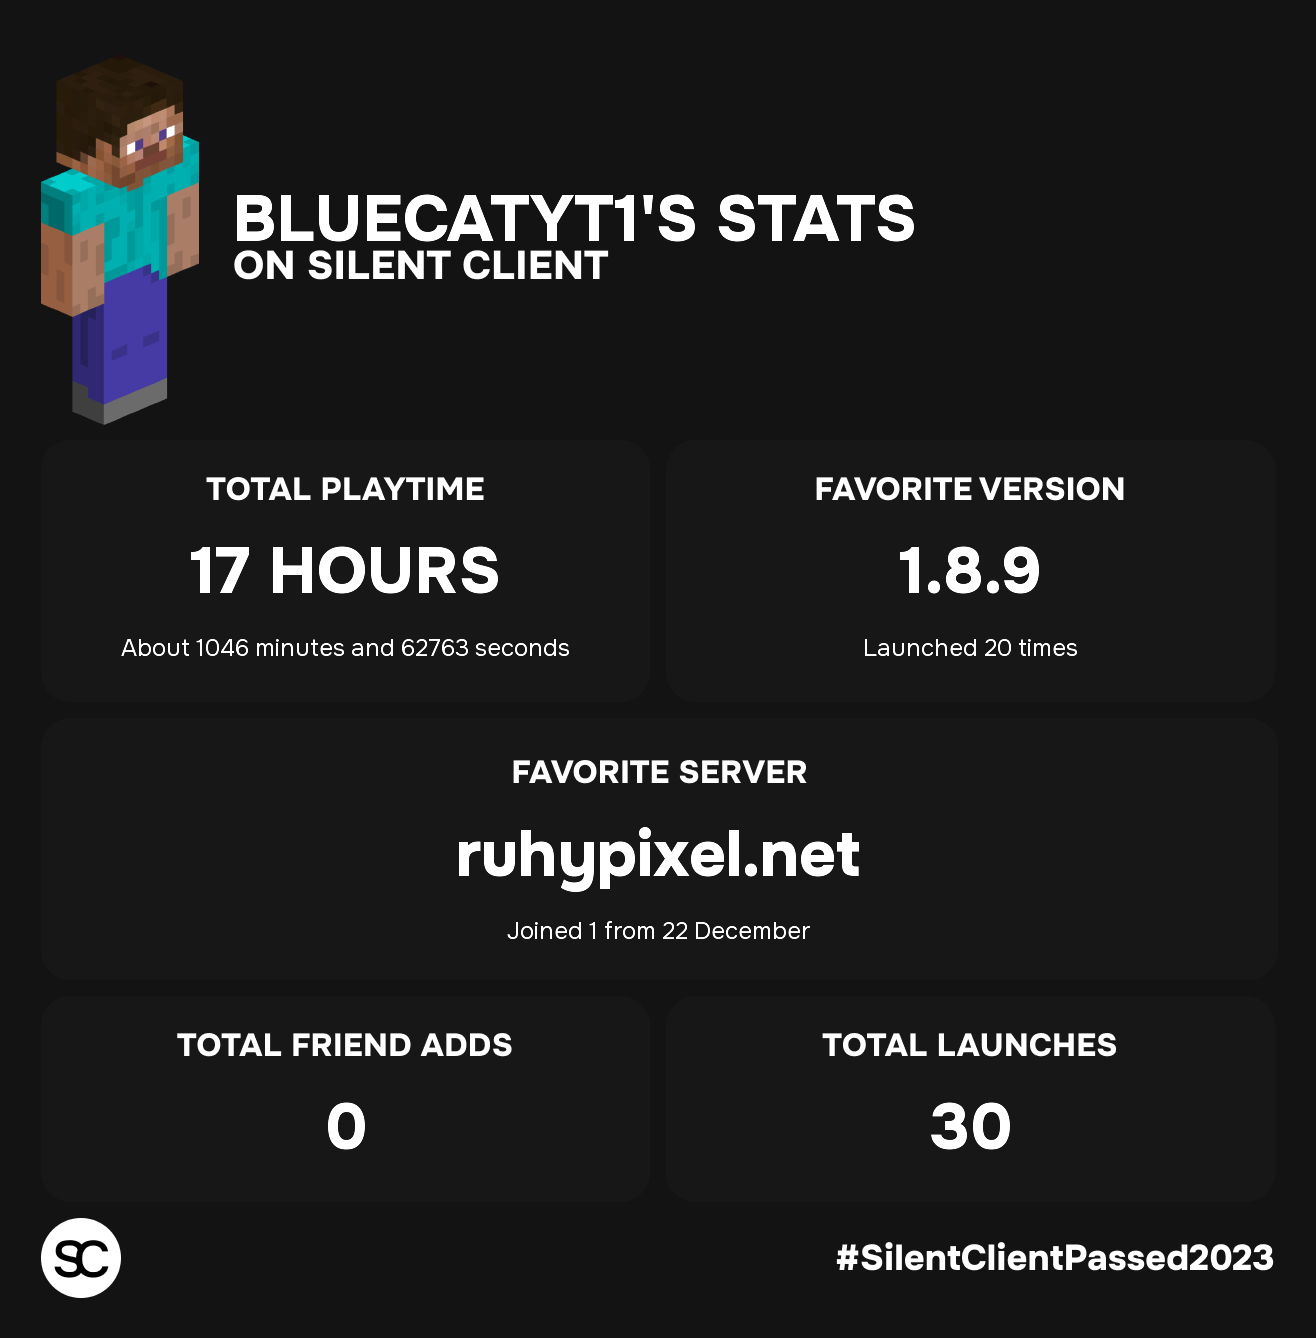 BLUECATYT1'S STATS
ON SILENT CLIENT
TOTAL PLAYTIME
17 HOURS
About 1046 minutes and 62763 seconds
FAVORITE VERSION
1.8.9
Launched 20 times
FAVORITE SERVER
ruhypixel.net
Joined 1 from 22 December
TOTAL FRIEND ADDS
0
TOTAL LAUNCHES
30
SC
#SilentClientPassed2023